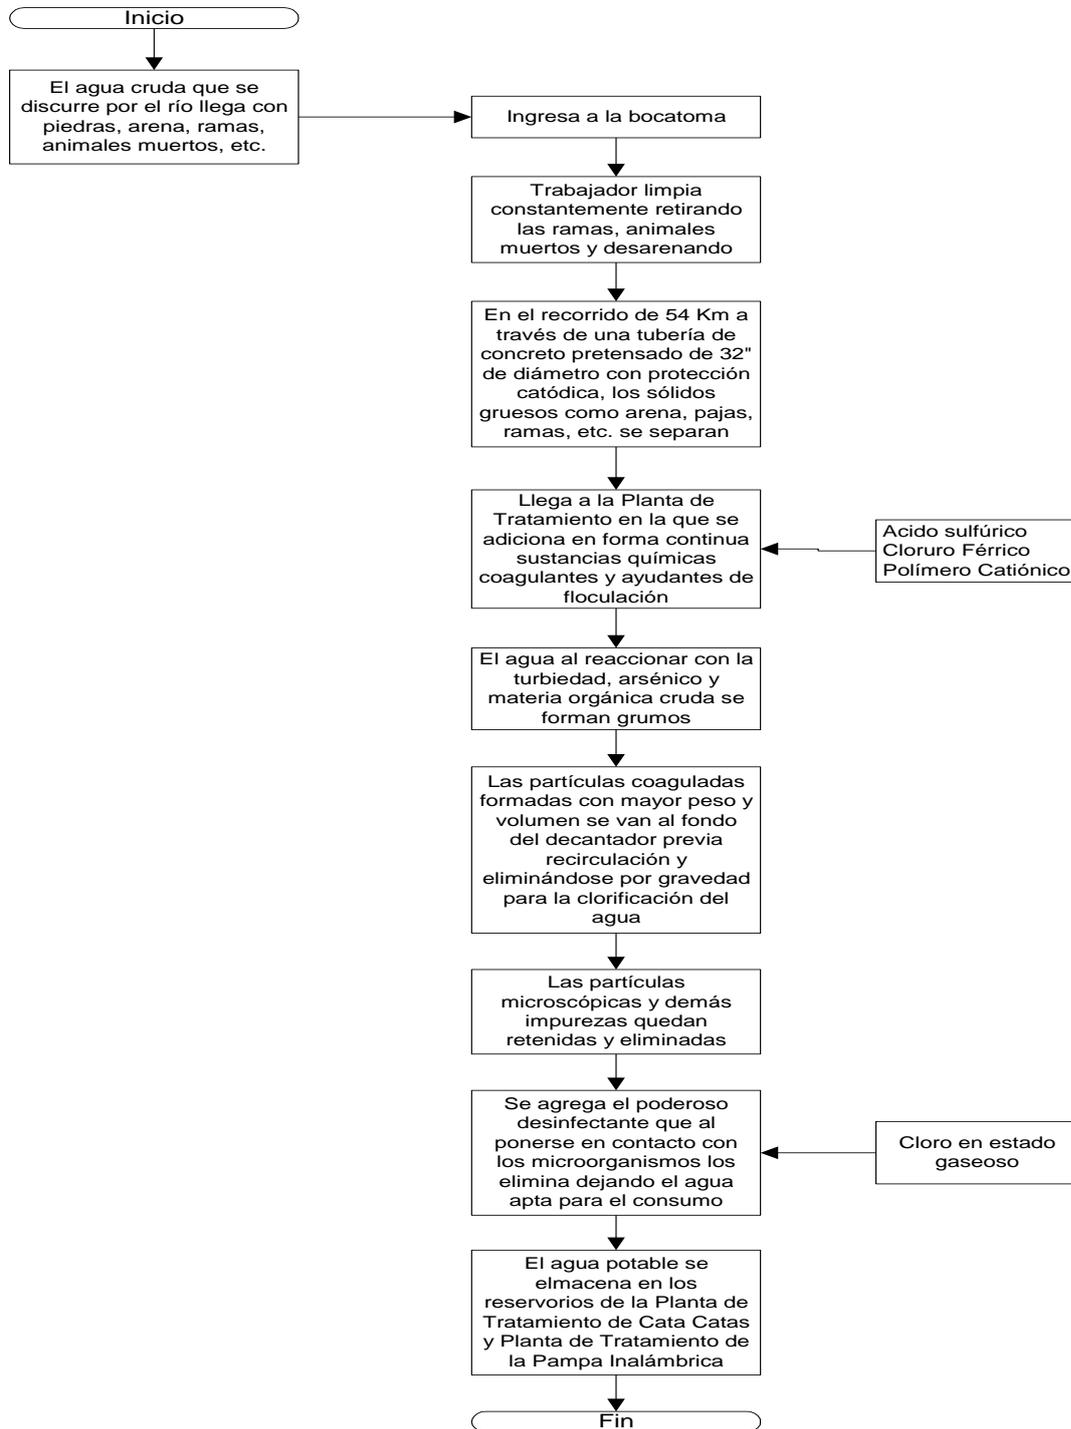 Inicio
El agua cruda que se
discurre por el río llega con
piedras, arena, ramas,
animales muertos, etc.
Ingresa a la bocatoma
Trabajador limpia
constantemente retirando
las ramas, animales
muertos y desarenando
En el recorrido de 54 Km a
través de una tubería de
concreto pretensado de 32"
de diámetro con protección
catódica, los sólidos
gruesos como arena, pajas,
ramas, etc. se separan
Llega a la Planta de
Tratamiento en la que se
adiciona en forma continua
sustancias químicas
coagulantes y ayudantes de
floculación
Acido sulfúrico
Cloruro Férrico
Polímero Catiónico
El agua al reaccionar con la
turbiedad, arsénico y
materia orgánica cruda se
forman grumos
Las partículas coaguladas
formadas con mayor peso y
volumen se van al fondo
del decantador previa
recirculación y
eliminándose por gravedad
para la clorificación del
agua
Las partículas
microscópicas y demás
impurezas quedan
retenidas y eliminadas
Se agrega el poderoso
desinfectante que al
ponerse en contacto con
los microorganismos los
elimina dejando el agua
apta para el consumo
Cloro en estado
gaseoso
El agua potable se
elmacena en los
reservorios de la Planta de
Tratamiento de Cata Catas
y Planta de Tratamiento de
la Pampa Inalámbrica
Fin